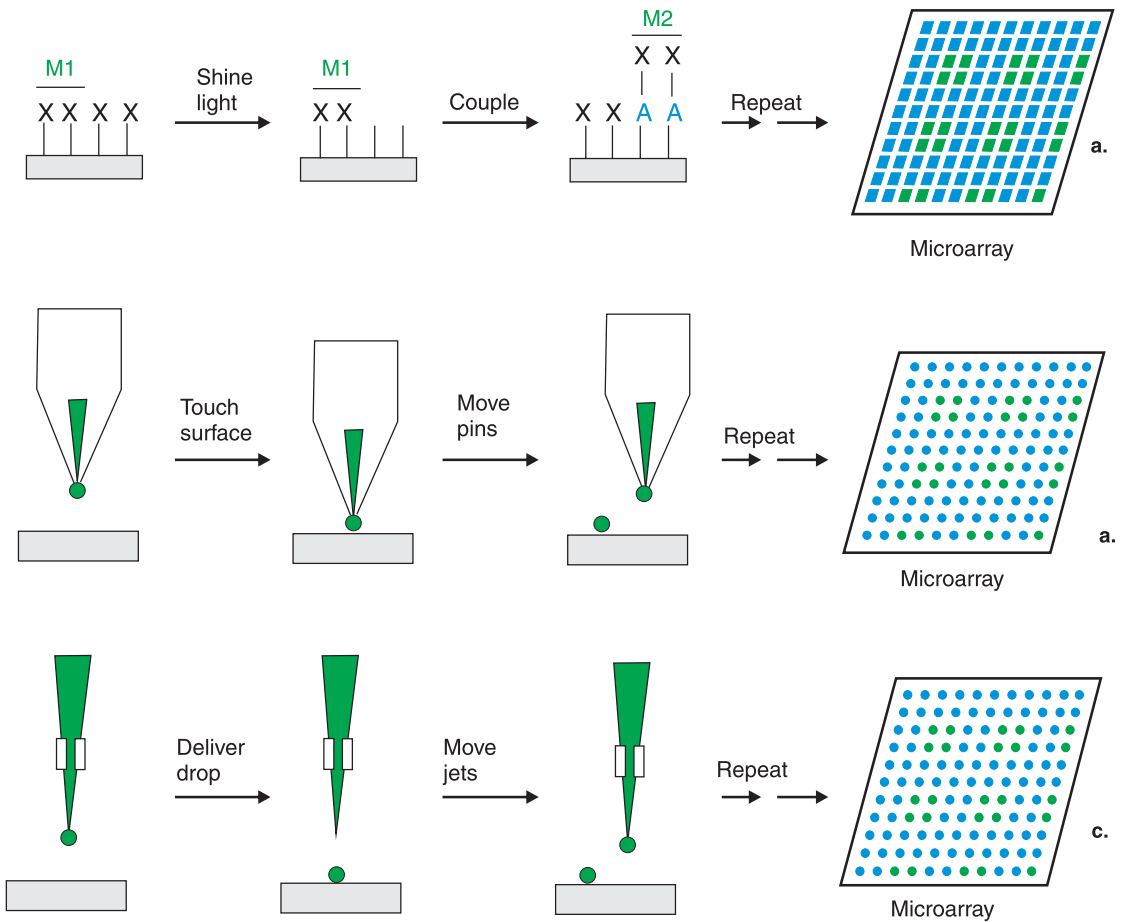 M2
X X
M1
X X X X
Shine
light
M1
X X
Couple
X X A A
Repeat
a.
Microarray
Touch
surface
Move
pins
Repeat
a.
Microarray
Deliver
drop
Move
jets
Repeat
c.
Microarray